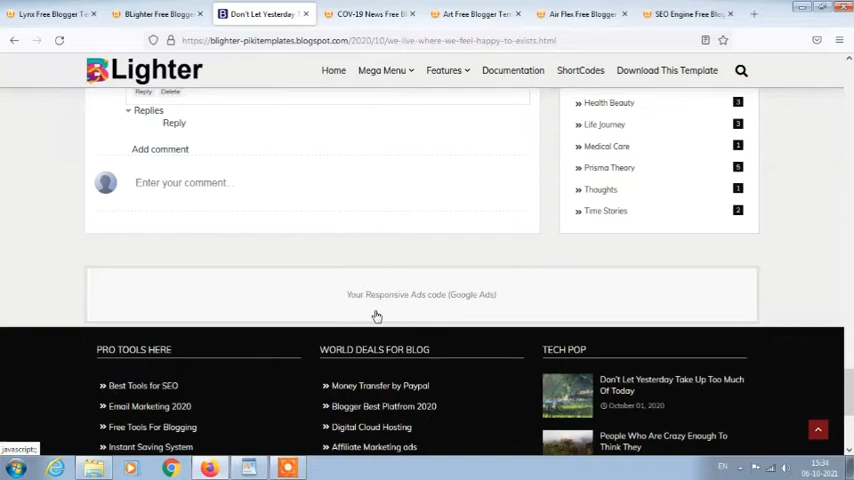 Lynx Free Blogger Te
BLighter Free Blogge
Don't Let Yesterday T
COV-19 News Free Bl
Art Free Blogger Tem
Air Flex Free Blogger
SEO Engine Free Blog
https://blighter-pikitemplates.blogspot.com/2020/10/we-live-where-we-feel-happy-to-exists.html
BLighter
Home
Mega Menu
Features
Documentation
ShortCodes
Download This Template
Reply Delete
Replies
Reply
Add comment
Enter your comment...
Health Beauty 3
Life Journey 3
Medical Care 1
Prisma Theory 5
Thoughts 1
Time Stories 2
Your Responsive Ads code (Google Ads)
PRO TOOLS HERE
Best Tools for SEO
Email Marketing 2020
Free Tools For Blogging
Instant Saving System
WORLD DEALS FOR BLOG
Money Transfer by Paypal
Blogger Best Platfrom 2020
Digital Cloud Hosting
Affiliate Marketing ads
TECH POP
Don't Let Yesterday Take Up Too Much
Of Today
October 01, 2020
People Who Are Crazy Enough To
Think They
javascript:;
EN
15:34
06-10-2021